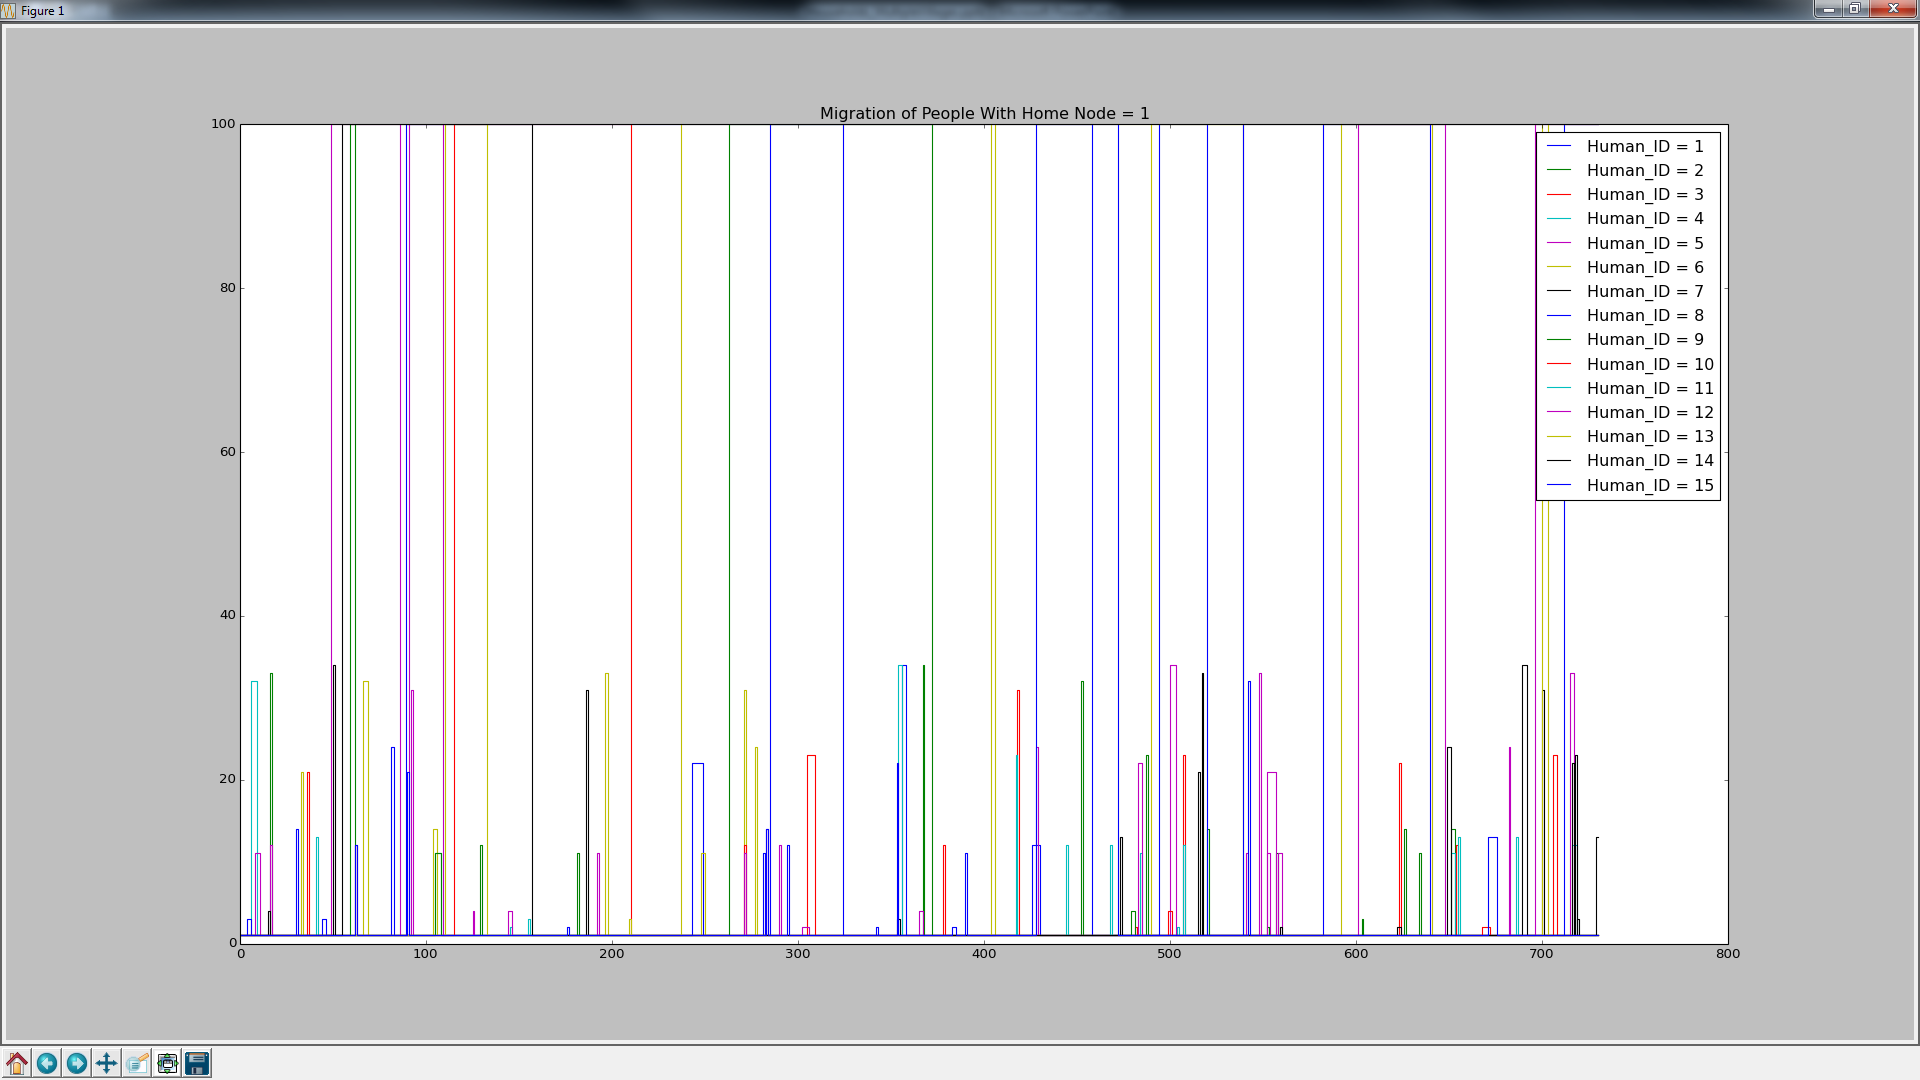 Figure 1
Migration of People With Home Node = 1
100
80
60
40
20
0
0 100 200 300 400 500 600 700 800
Human_ID = 1
Human_ID = 2
Human_ID = 3
Human_ID = 4
Human_ID = 5
Human_ID = 6
Human_ID = 7
Human_ID = 8
Human_ID = 9
Human_ID = 10
Human_ID = 11
Human_ID = 12
Human_ID = 13
Human_ID = 14
Human_ID = 15